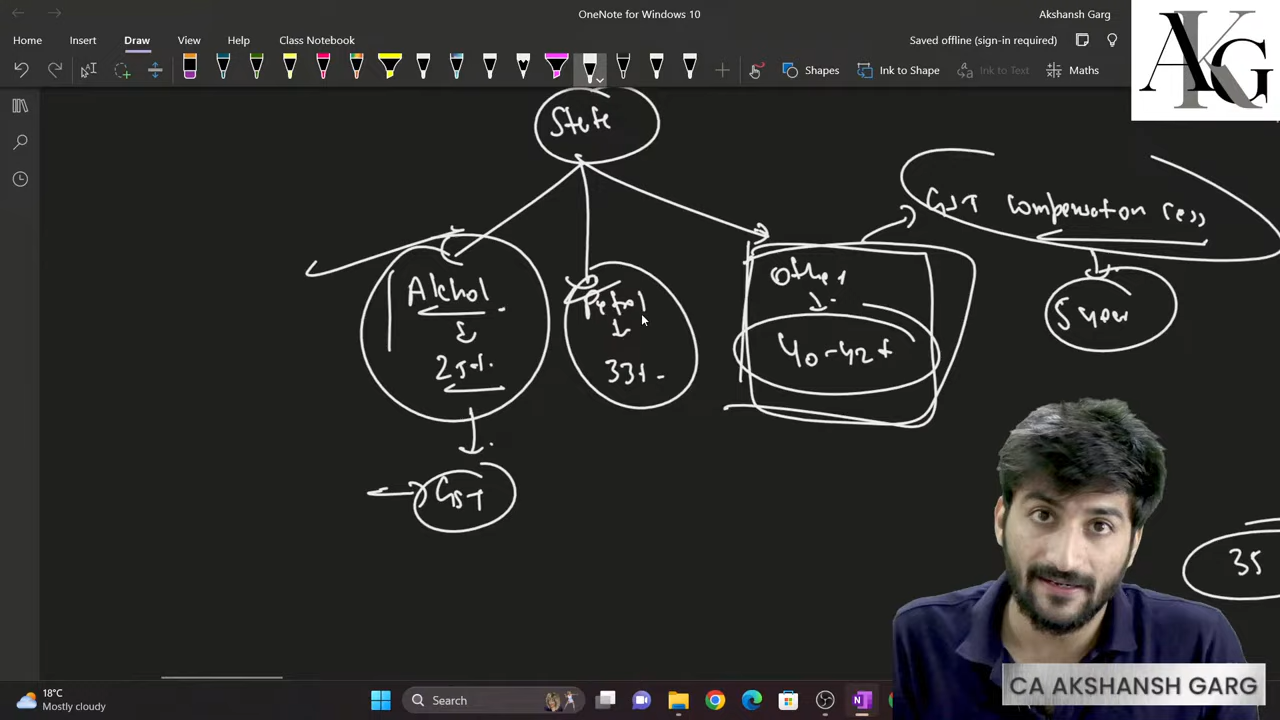 OneNote for Windows 10
Akshansh Garg
Home Insert Draw View Help Class Notebook
Saved offline (sign-in required)
Shapes Ink to Shape Ink to Text Maths
AKG
State
GST compensation cess
5 year
Alchol
25%.
Petrol
33%
Other
40-42%
GST
35
CA AKSHANSH GARG
18°C
Mostly cloudy
Search